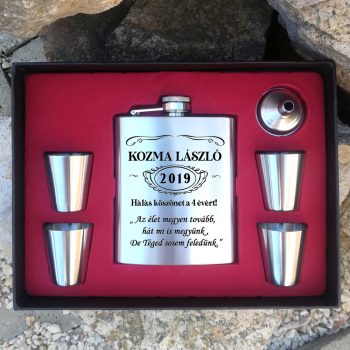 KOZMA LÁSZLÓ
2019
Hálás köszönet a 4 évért!
„Az élet megyen tovább,
hát mi is megyünk,
De Téged sosem feledünk.”